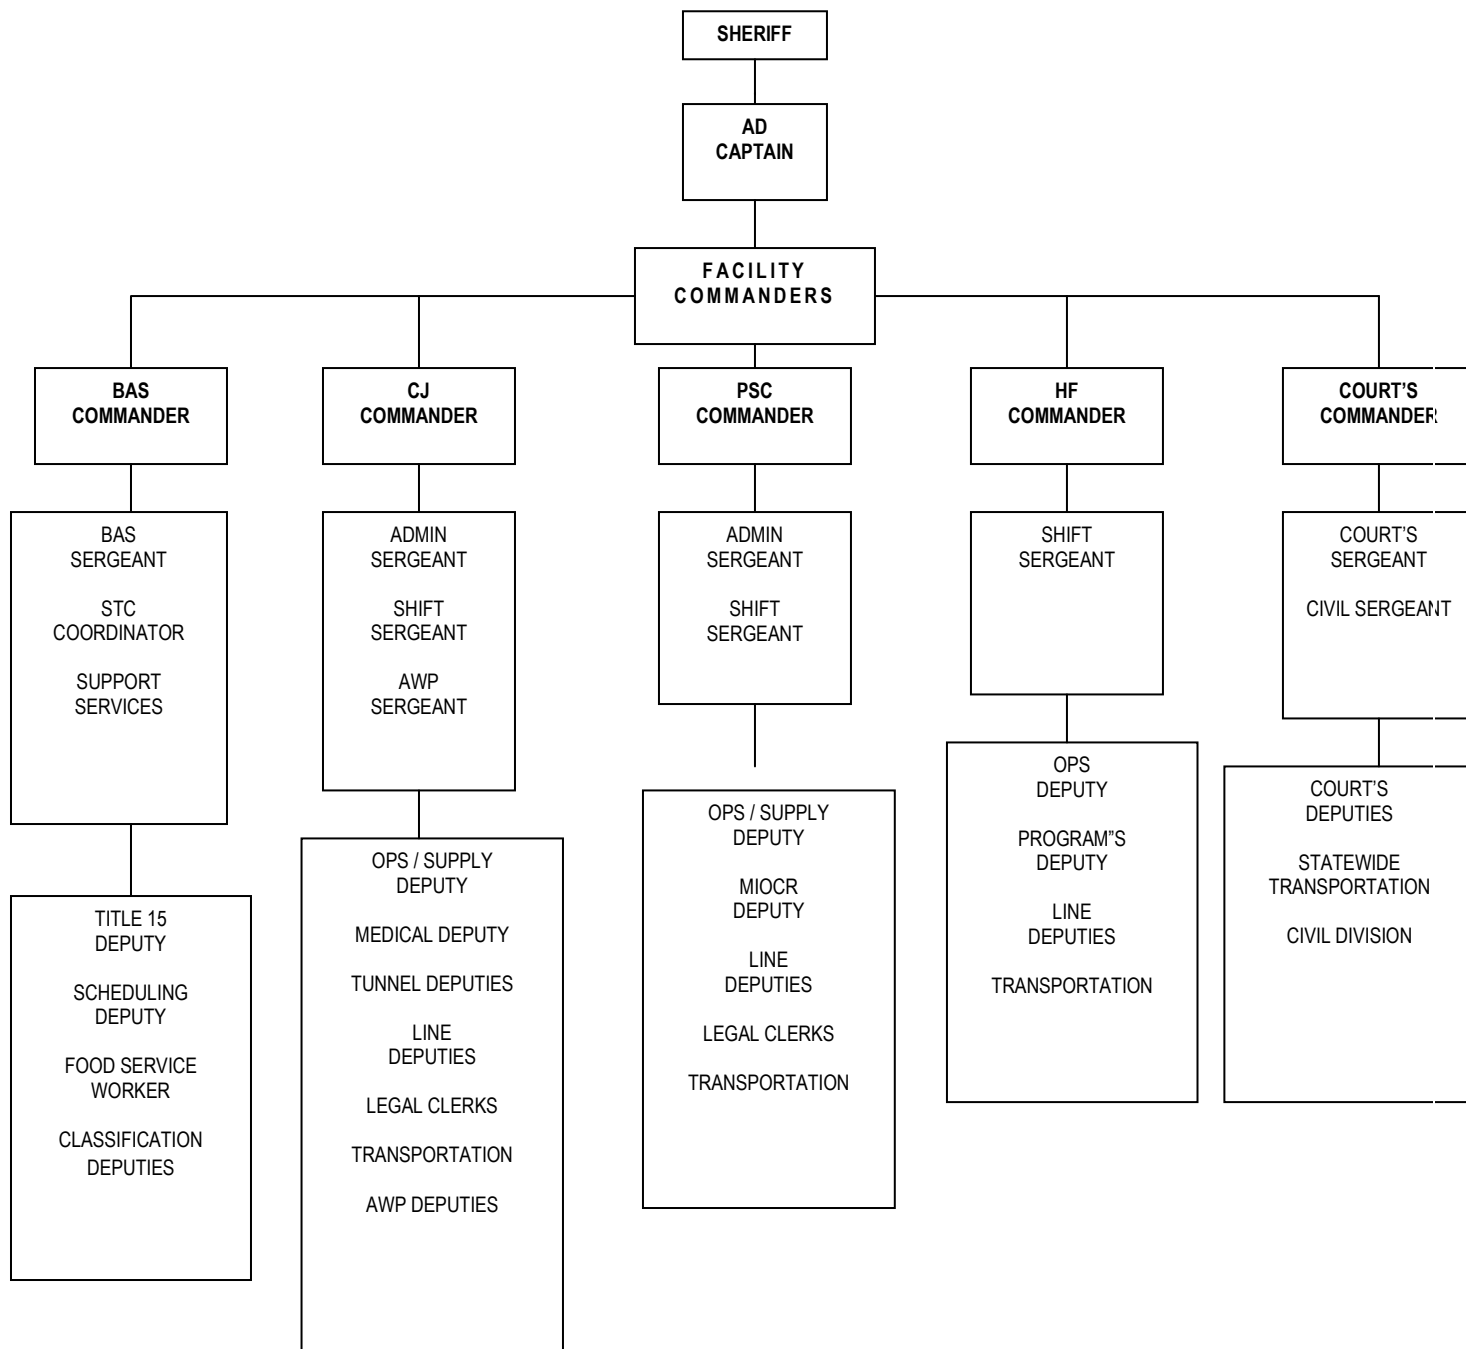 SHERIFF
AD
CAPTAIN
FACILITY
COMMANDERS
BAS
COMMANDER
CJ
COMMANDER
PSC
COMMANDER
HF
COMMANDER
COURT'S
COMMANDER
BAS
SERGEANT
STC
COORDINATOR
SUPPORT
SERVICES
ADMIN
SERGEANT
SHIFT
SERGEANT
AWP
SERGEANT
ADMIN
SERGEANT
SHIFT
SERGEANT
SHIFT
SERGEANT
COURT'S
SERGEANT
CIVIL SERGEANT
TITLE 15
DEPUTY
SCHEDULING
DEPUTY
FOOD SERVICE
WORKER
CLASSIFICATION
DEPUTIES
OPS / SUPPLY
DEPUTY
MEDICAL DEPUTY
TUNNEL DEPUTIES
LINE
DEPUTIES
LEGAL CLERKS
TRANSPORTATION
AWP DEPUTIES
OPS / SUPPLY
DEPUTY
MIOCR
DEPUTY
LINE
DEPUTIES
LEGAL CLERKS
TRANSPORTATION
OPS
DEPUTY
PROGRAM"S
DEPUTY
LINE
DEPUTIES
TRANSPORTATION
COURT'S
DEPUTIES
STATEWIDE
TRANSPORTATION
CIVIL DIVISION